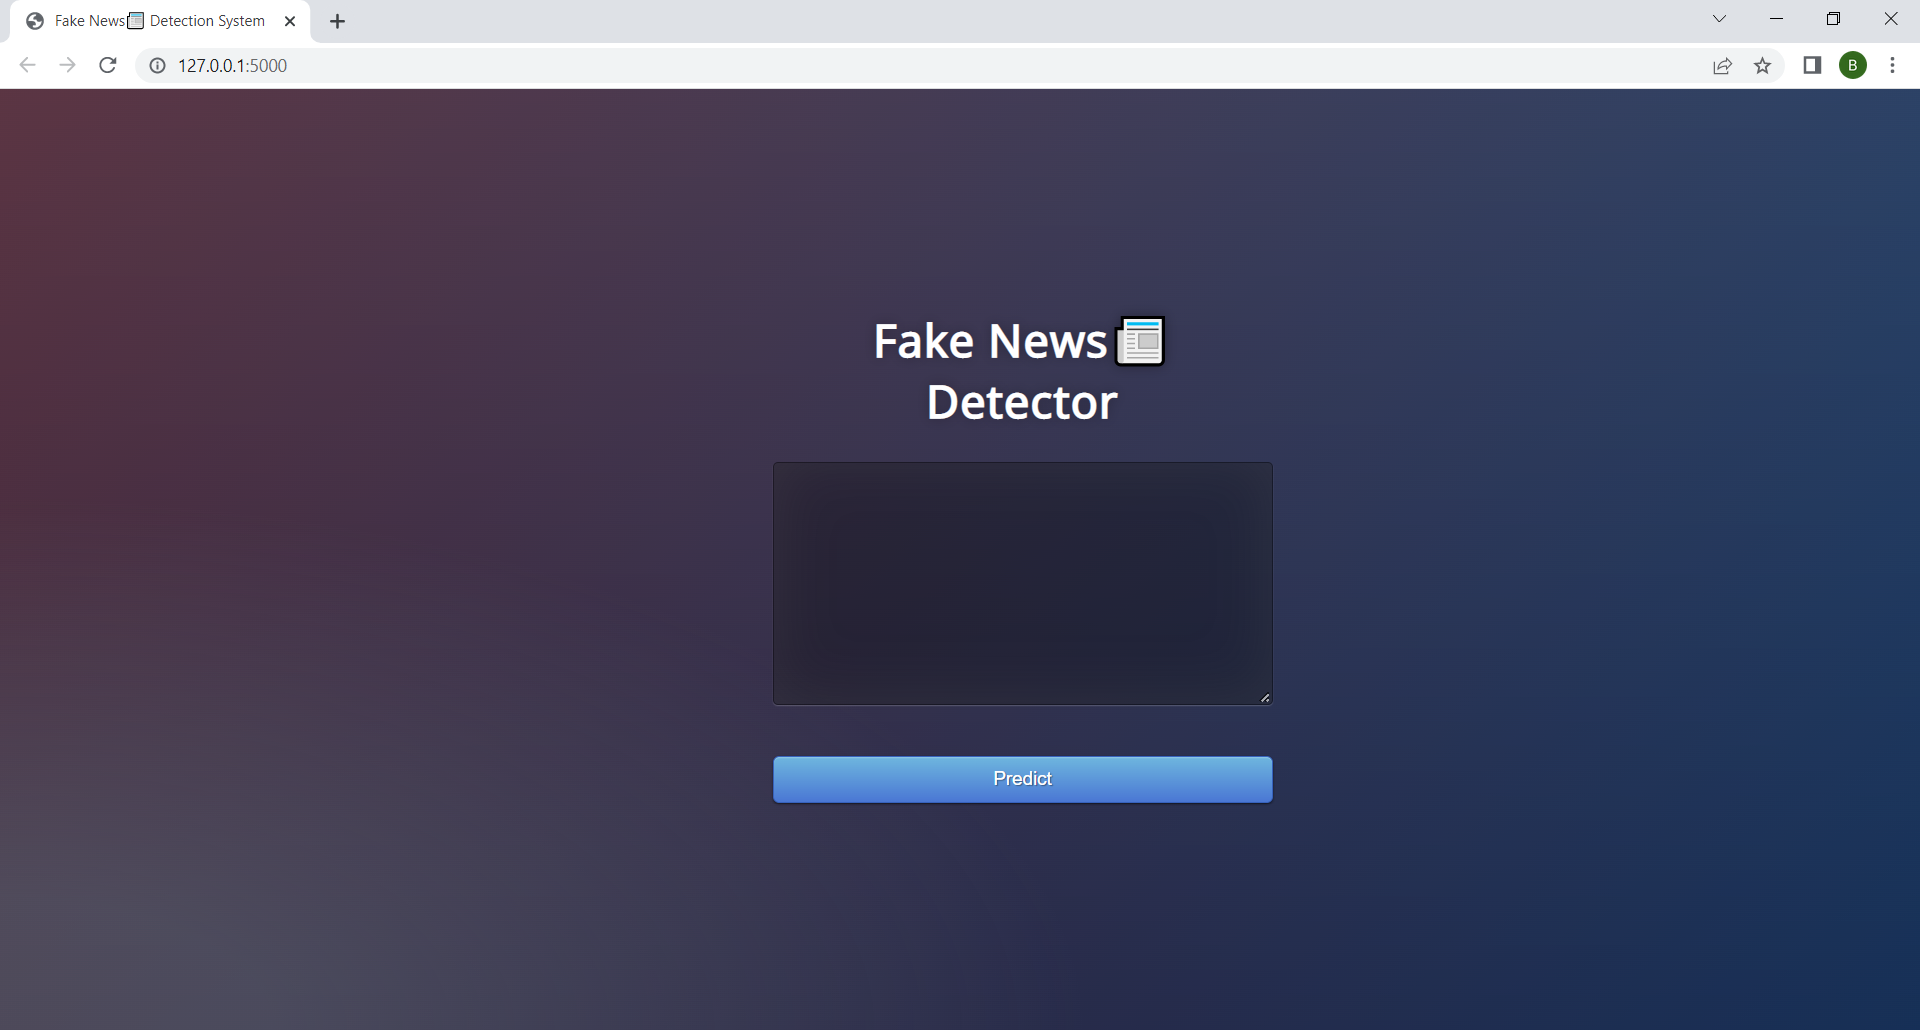 Fake News📰 Detection System
127.0.0.1:5000
B
Fake News📰
Detector
Predict